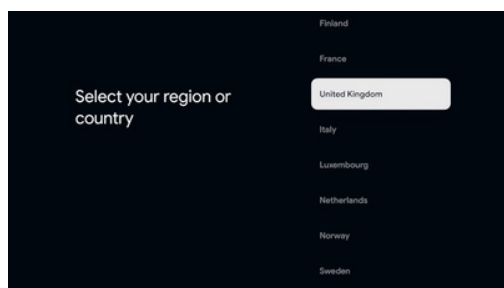 Select your region or
country
Finland
France
United Kingdom
Italy
Luxembourg
Netherlands
Norway
Sweden